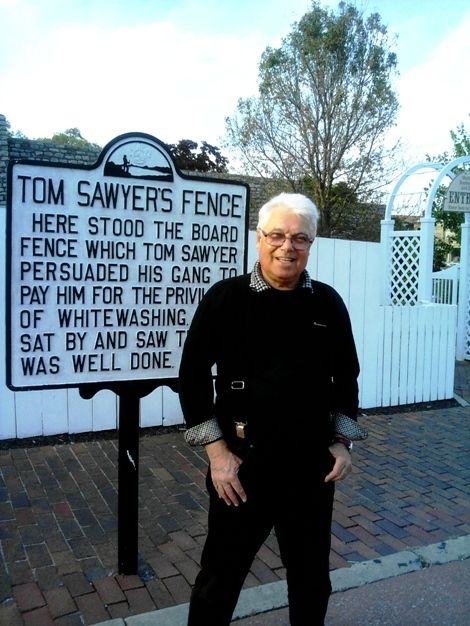 TOM SAWYER'S FENCE
HERE STOOD THE BOARD
FENCE WHICH TOM SAWYER
PERSUADED HIS GANG TO
PAY HIM FOR THE PRIVIL
OF WHITEWASHING.
SAT BY AND SAW T
WAS WELL DONE.
ENTR